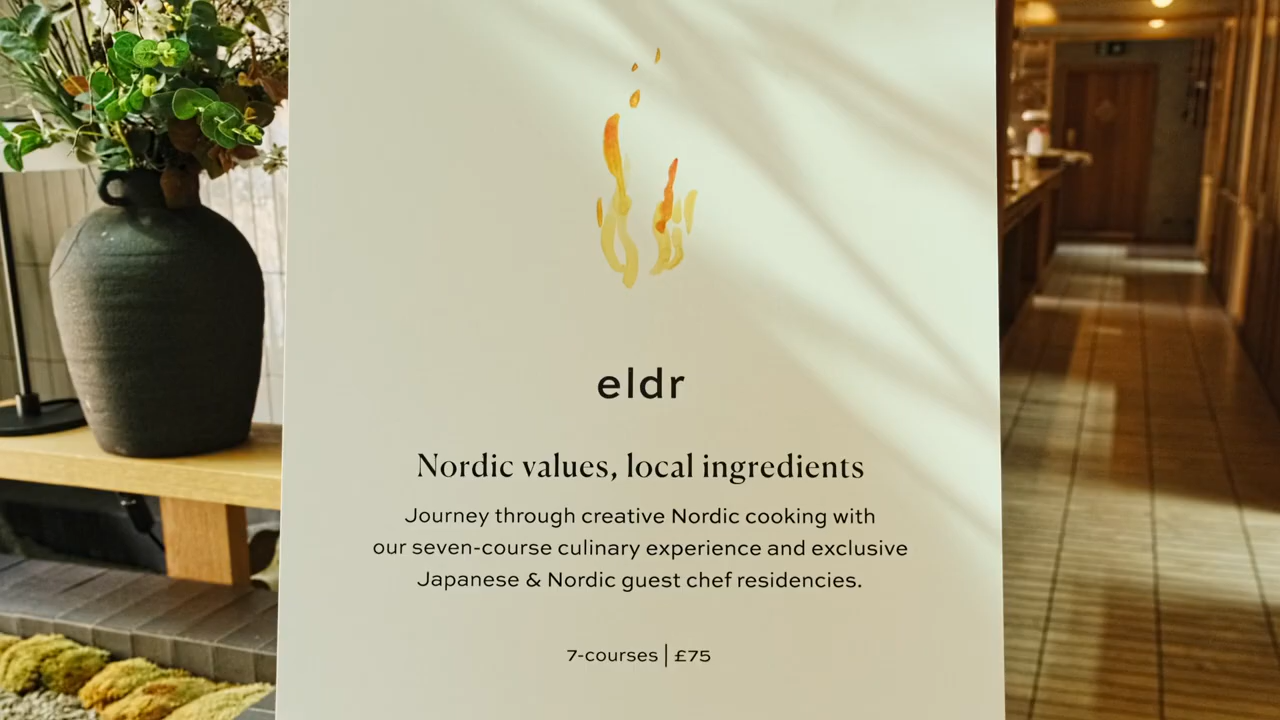 eldr
Nordic values, local ingredients
Journey through creative Nordic cooking with
our seven-course culinary experience and exclusive
Japanese & Nordic guest chef residencies.
7-courses | £75